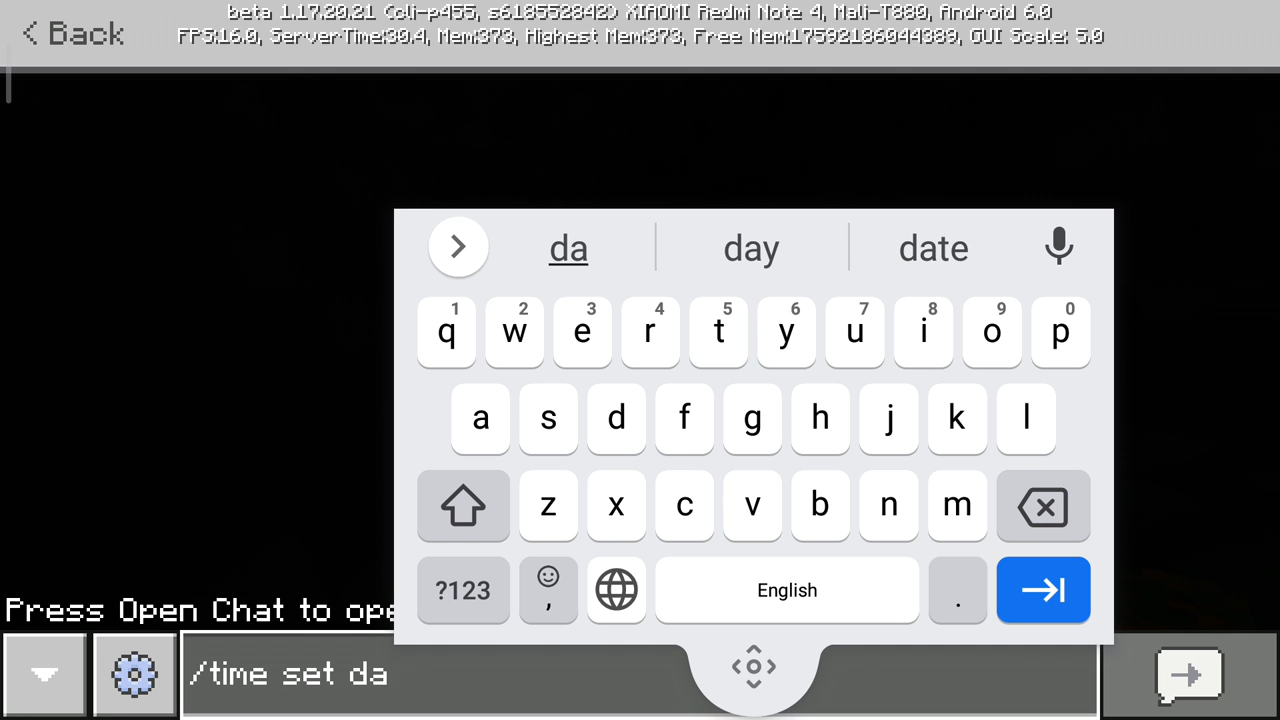 beta 1.17.20.21 (oli-p455, s618552842) XIAOMI Redmi Note 4, Mali-T880, Android 6.0
< Back
FPS:16.0, ServerTime:30.4, Mem:373, Highest Mem:373, Free Mem:17592186044389, GUI Scale: 5.0
da day date
1 2 3 4 5 6 7 8 9 0
q w e r t y u i o p
a s d f g h j k l
z x c v b n m
?123 , English .
Press Open Chat to ope
/time set da